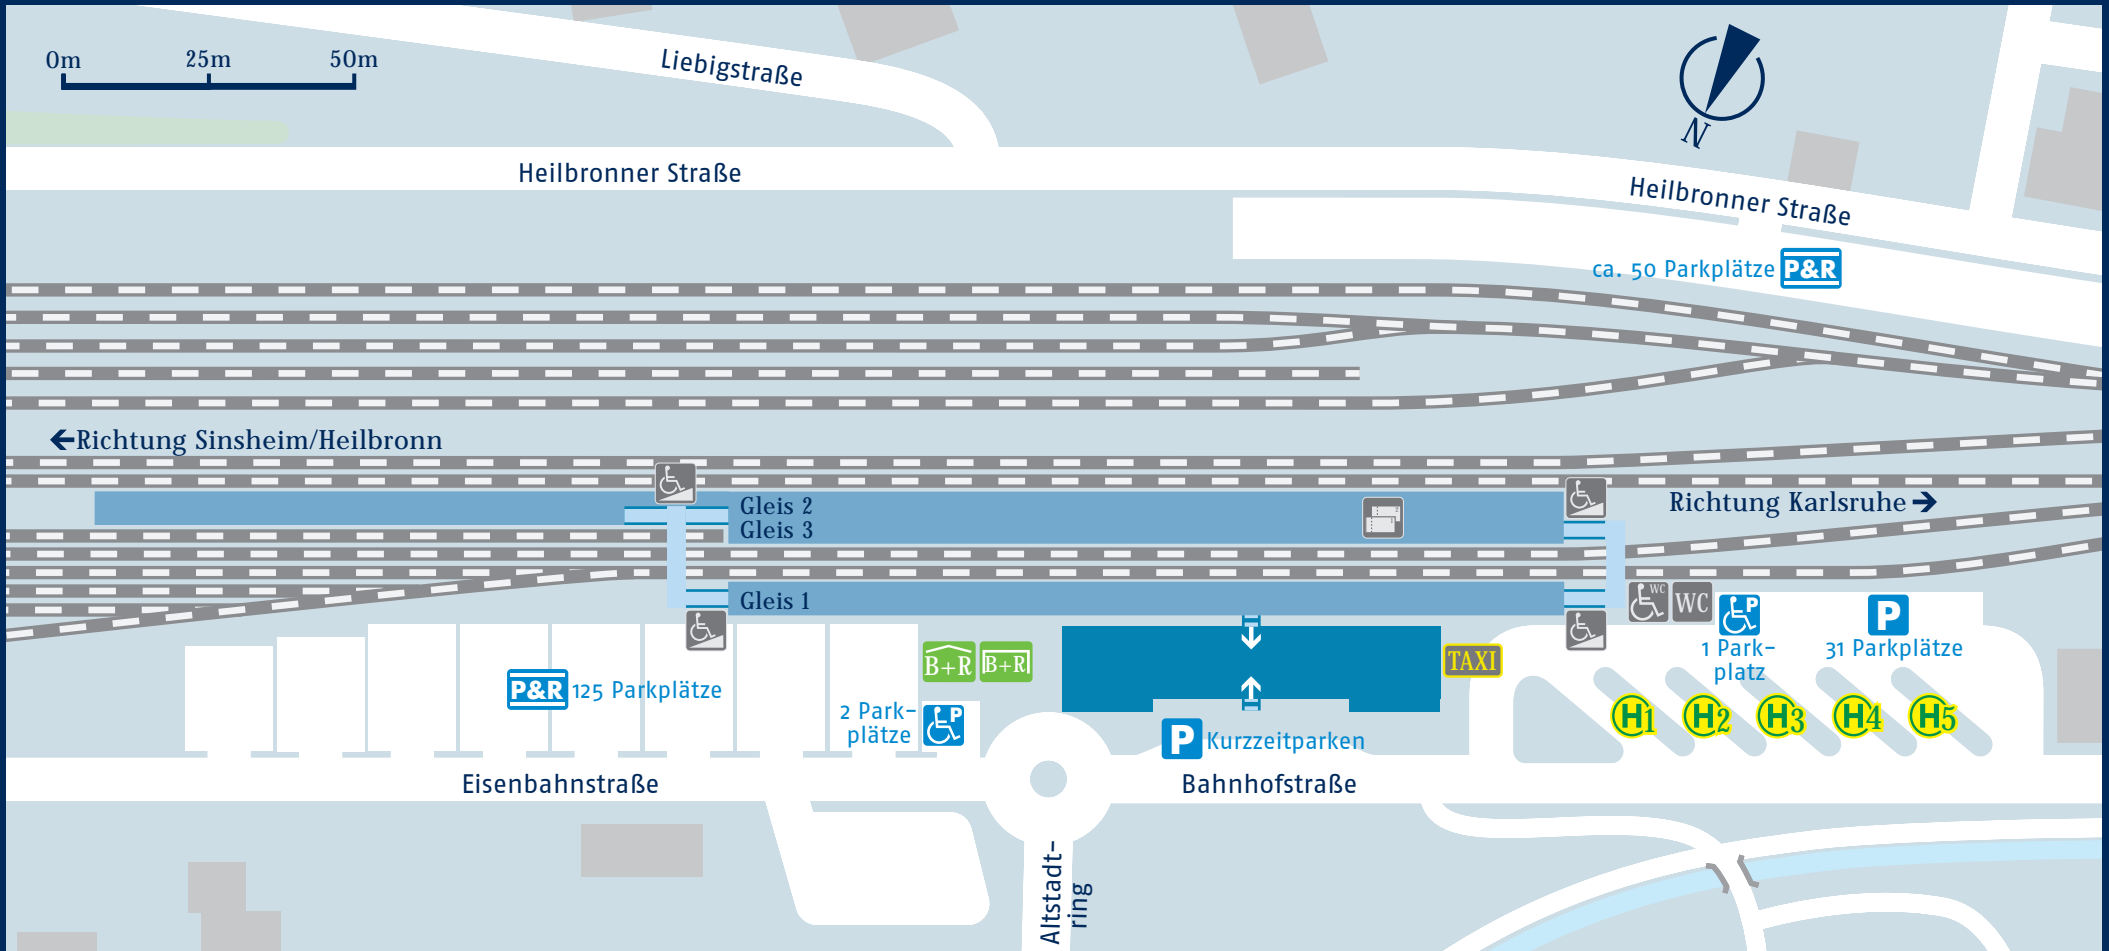 0m 25m 50m
Liebigstraße
N
Heilbronner Straße
Heilbronner Straße
ca. 50 Parkplätze P&R
←Richtung Sinsheim/Heilbronn
Gleis 2
Gleis 3
Richtung Karlsruhe→
Gleis 1
WC WC
P
P
1 Park-
platz
31 Parkplätze
B+R B+R
TAXI
P&R 125 Parkplätze
2 Park-
plätze
P
P Kurzzeitparken
H1 H2 H3 H4 H5
Eisenbahnstraße
Bahnhofstraße
Altstadt-
ring